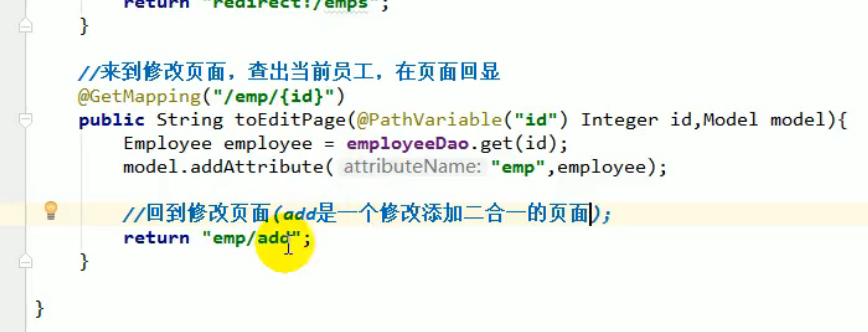 return "redirect:/emps";
}
//来到修改页面，查出当前员工，在页面回显
@GetMapping("/emp/{id}")
public String toEditPage(@PathVariable("id") Integer id,Model model){
Employee employee = employeeDao.get(id);
model.addAttribute( attributeName: "emp",employee);
//回到修改页面(add是一个修改添加二合一的页面);
return "emp/add";
}
}